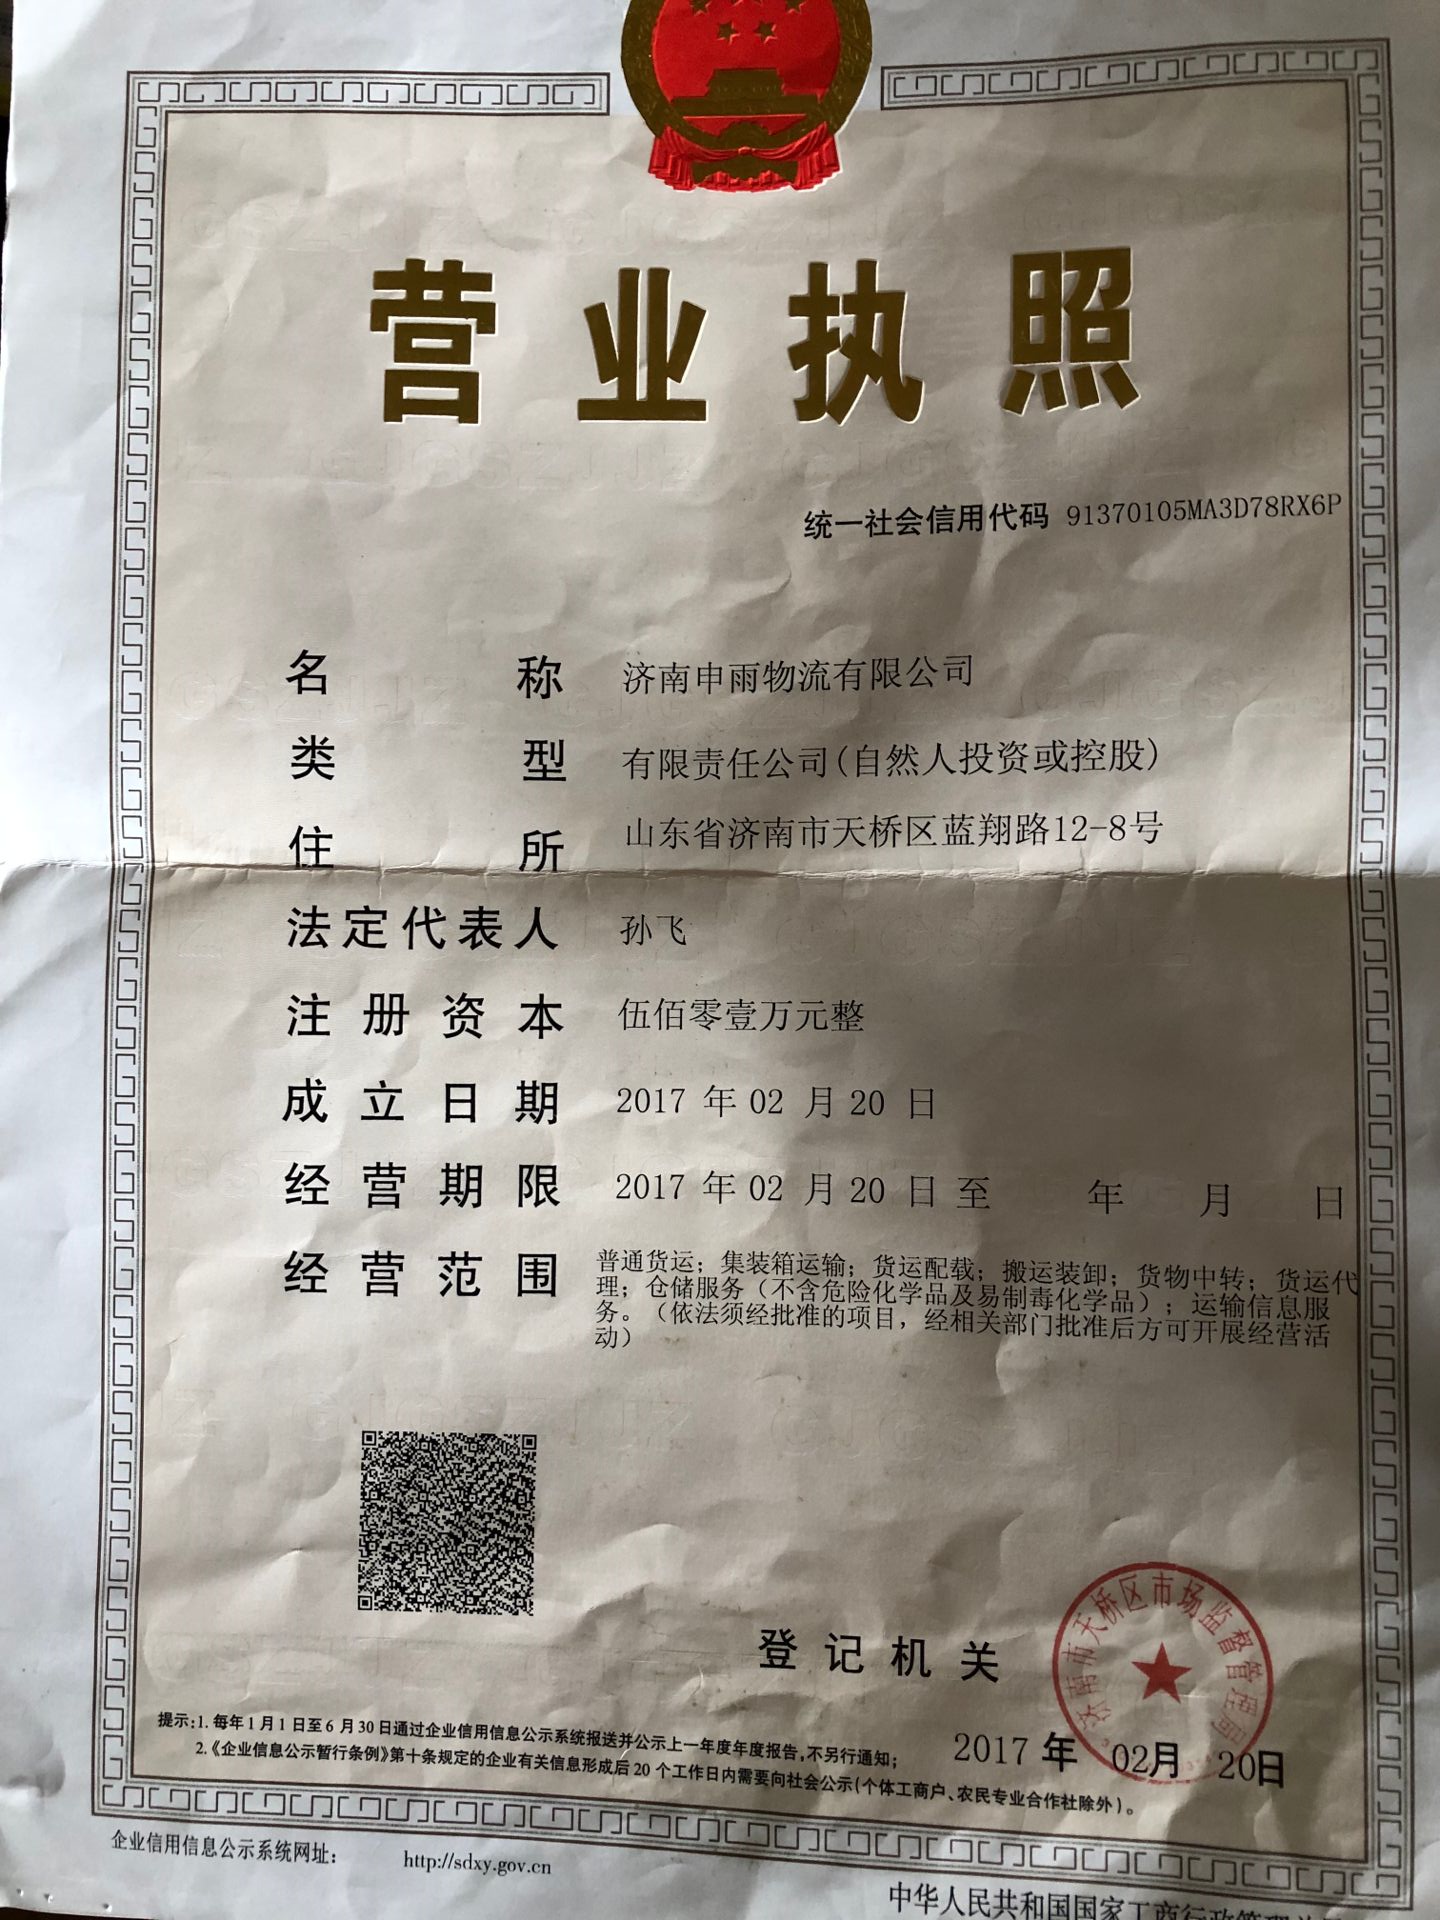 营业执照
统一社会信用代码 91370105MA3D78RX6P
名称 济南申雨物流有限公司
类型 有限责任公司(自然人投资或控股)
住所 山东省济南市天桥区蓝翔路12-8号
法定代表人 孙飞
注册资本 伍佰零壹万元整
成立日期 2017 年 02 月 20 日
经营期限 2017 年 02 月 20 日 至 年 月 日
经营范围 普通货运；集装箱运输；货运配载；搬运装卸；货物中转；货运代
理；仓储服务（不含危险化学品及易制毒化学品）；运输信息服
务。（依法须经批准的项目，经相关部门批准后方可开展经营活
动）
登记机关
济南市天桥区市场监督管理局
2017 年 02月 20日
提示:1. 每年1月1日至6月30日通过企业信用信息公示系统报送并公示上一年度年度报告,不另行通知;
2.《企业信息公示暂行条例》第十条规定的企业有关信息形成后20个工作日内需要向社会公示(个体工商户、农民专业合作社除外)。
企业信用信息公示系统网址： http://sdxy.gov.cn
中华人民共和国国家工商行政管理